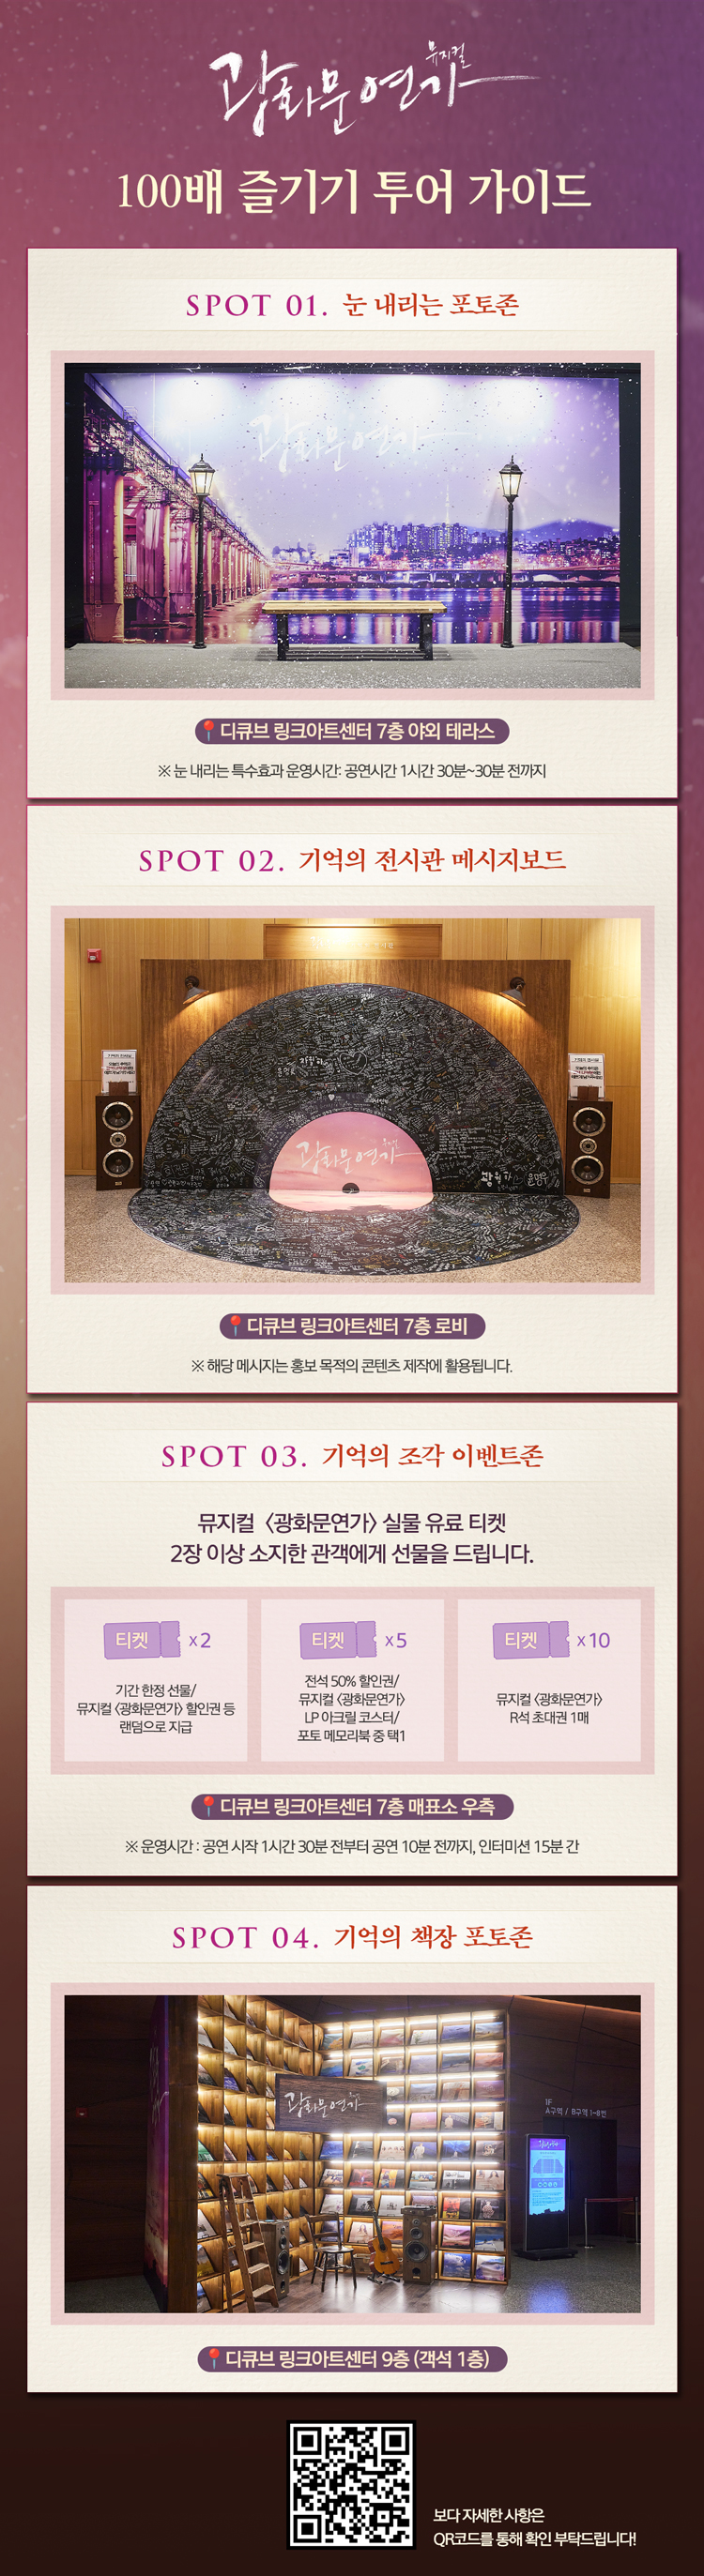 뮤지컬
광화문연가
100배 즐기기 투어 가이드
SPOT 01. 눈 내리는 포토존
광화문연가
디큐브 링크아트센터 7층 야외 테라스
※ 눈 내리는 특수효과 운영시간: 공연시간 1시간 30분~30분 전까지
SPOT 02. 기억의 전시관 메시지보드
뮤지컬
광화문연가
디큐브 링크아트센터 7층 로비
※ 해당 메시지는 홍보 목적의 콘텐츠 제작에 활용됩니다.
SPOT 03. 기억의 조각 이벤트존
뮤지컬 〈광화문연가〉 실물 유료 티켓
2장 이상 소지한 관객에게 선물을 드립니다.
티켓 x2
기간 한정 선물/
뮤지컬 〈광화문연가〉 할인권 등
랜덤으로 지급
티켓 x5
전석 50% 할인권/
뮤지컬 〈광화문연가〉
LP 아크릴 코스터/
포토 메모리북 중 택1
티켓 x10
뮤지컬 〈광화문연가〉
R석 초대권 1매
디큐브 링크아트센터 7층 매표소 우측
※ 운영시간 : 공연 시작 1시간 30분 전부터 공연 10분 전까지, 인터미션 15분 간
SPOT 04. 기억의 책장 포토존
광화문연가
1F
A구역 / B구역 1-8번
디큐브 링크아트센터 9층 (객석 1층)
보다 자세한 사항은
QR코드를 통해 확인 부탁드립니다!